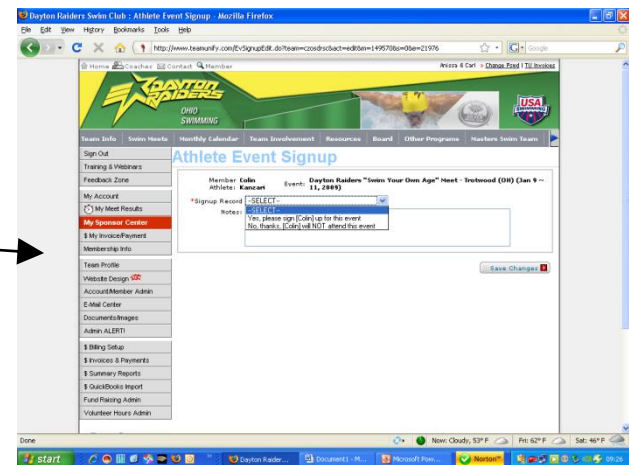 Dayton Raiders Swim Club : Athlete Event Signup - Mozilla Firefox
File Edit View History Bookmarks Tools Help
http://www.teamunify.com/EvSignupEdit.do?team=czosdrsc&act=edit&m=149570&s=0&e=21976
Google
Home Coaches Contact Member
Anissa & Carl > Change Pswd | TU Invoices
DAYTON
RAIDERS
OHIO
SWIMMING
USA
Team Info Swim Meets Monthly Calendar Team Involvement Resources Board Other Programs Masters Swim Team
Sign Out
Training & Webinars
Feedback Zone
My Account
My Meet Results
My Sponsor Center
$ My Invoice/Payment
Membership Info
Team Profile
Website Design
Account/Member Admin
E-Mail Center
Documents/Images
Admin ALERT!
$ Billing Setup
$ Invoices & Payments
$ Summary Reports
$ QuickBooks Import
Fund Raising Admin
Volunteer Hours Admin
Athlete Event Signup
Member Athlete: Colin Kanzari
Event: Dayton Raiders "Swim Your Own Age" Meet - Trotwood (OH) (Jan 9 ~ 11, 2009)
*Signup Record --SELECT--
Notes:
--SELECT--
Yes, please sign [Colin] up for this event
No, thanks, [Colin] will NOT attend this event
Save Changes
Done
Now: Cloudy, 53° F Fri: 62° F Sat: 46° F
start
Dayton Raider...
Document1 - M...
Microsoft Pow...
Norton
09:26